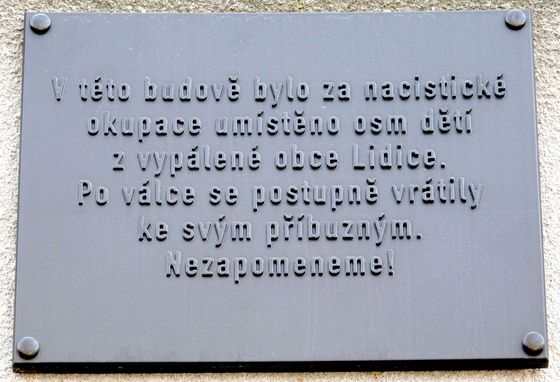 V této budově bylo za nacistické
okupace umístěno osm dětí
z vypálené obce Lidice.
Po válce se postupně vrátily
ke svým příbuzným.
Nezapomeneme!